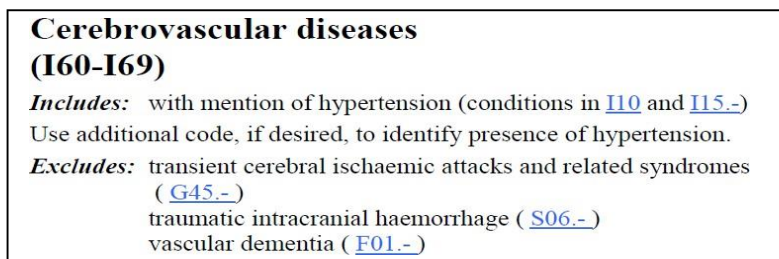 Cerebrovascular diseases
(I60-I69)
Includes: with mention of hypertension (conditions in I10 and I15.-)
Use additional code, if desired, to identify presence of hypertension.
Excludes: transient cerebral ischaemic attacks and related syndromes
( G45.- )
traumatic intracranial haemorrhage ( S06.- )
vascular dementia ( F01.- )